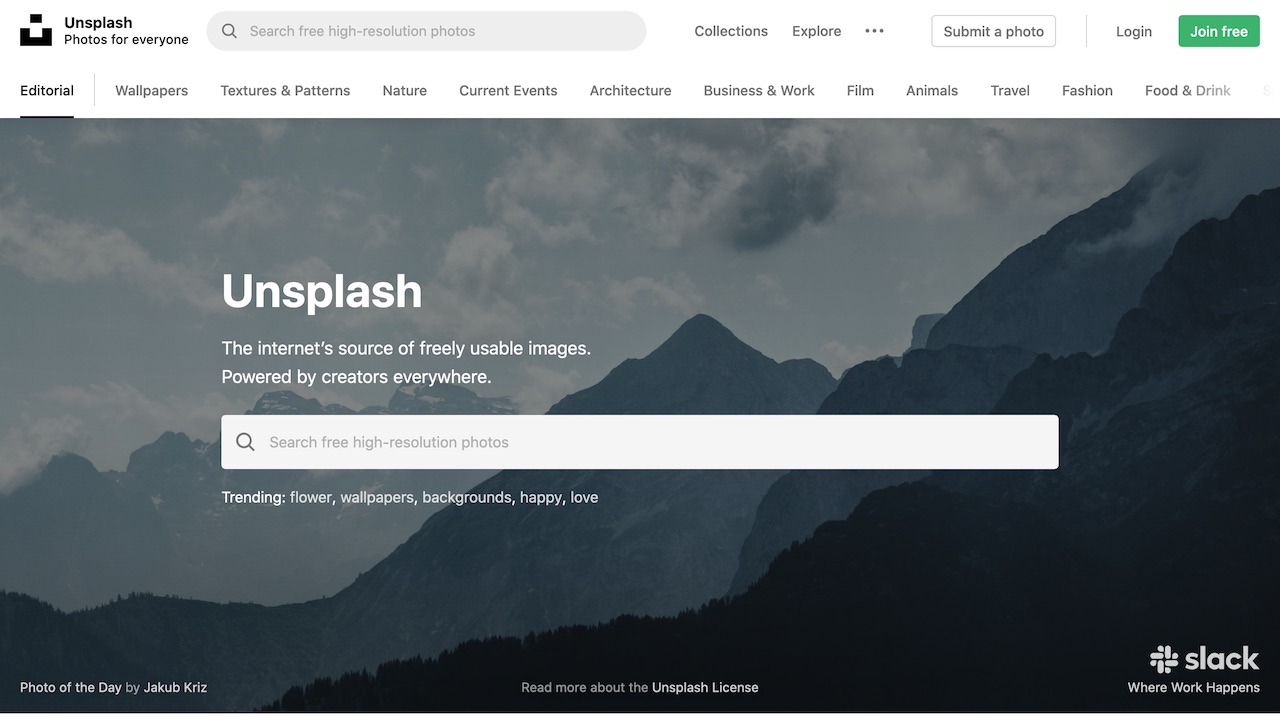 Unsplash
Photos for everyone
Search free high-resolution photos
Collections
Explore
Submit a photo
Login
Join free
Editorial
Wallpapers
Textures & Patterns
Nature
Current Events
Architecture
Business & Work
Film
Animals
Travel
Fashion
Food & Drink
Unsplash
The internet’s source of freely usable images.
Powered by creators everywhere.
Search free high-resolution photos
Trending: flower, wallpapers, backgrounds, happy, love
slack
Photo of the Day by Jakub Kriz
Read more about the Unsplash License
Where Work Happens